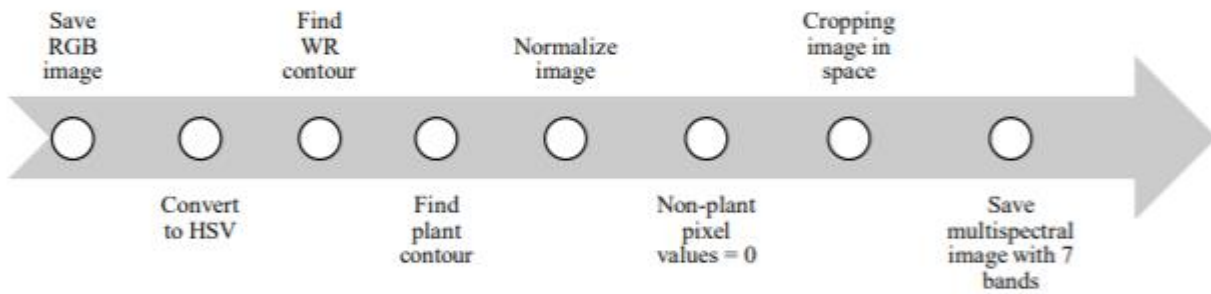 Save
RGB
image
Convert
to HSV
Find
WR
contour
Find
plant
contour
Normalize
image
Non-plant
pixel
values = 0
Cropping
image in
space
Save
multispectral
image with 7
bands